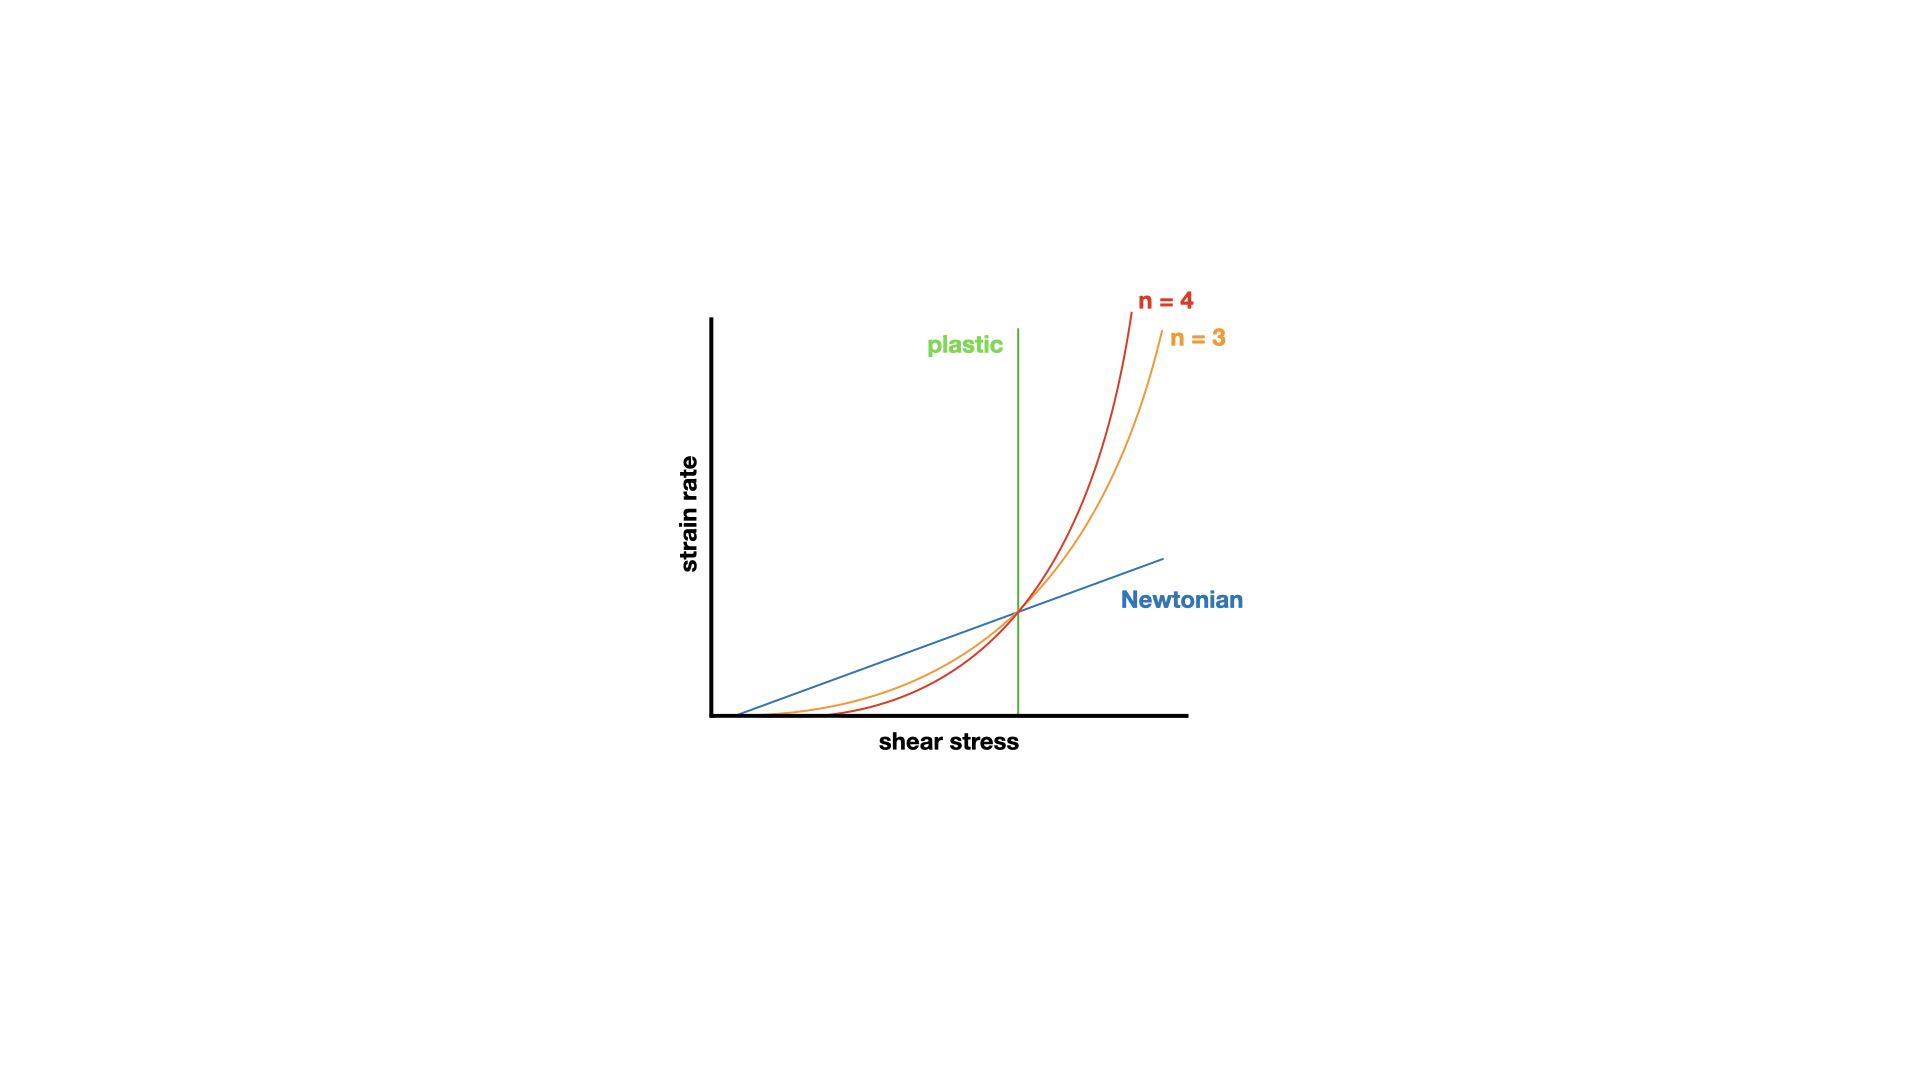 n = 4
n = 3
plastic
strain rate
Newtonian
shear stress